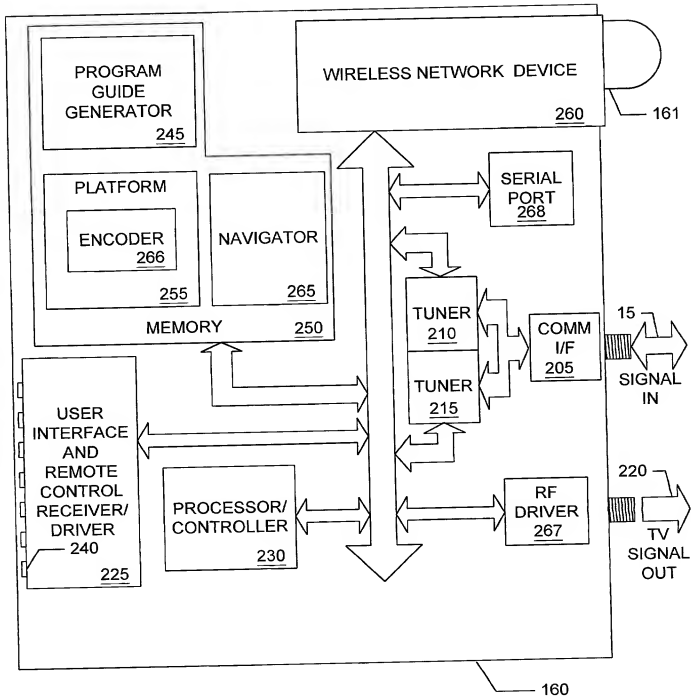 PROGRAM
GUIDE
GENERATOR
245
PLATFORM
ENCODER
266
255
NAVIGATOR
265
MEMORY
250
WIRELESS NETWORK DEVICE
260
161
SERIAL
PORT
268
TUNER
210
TUNER
215
COMM
I/F
205
15
SIGNAL
IN
USER
INTERFACE
AND
REMOTE
CONTROL
RECEIVER/
DRIVER
240
225
PROCESSOR/
CONTROLLER
230
RF
DRIVER
267
220
TV
SIGNAL
OUT
160